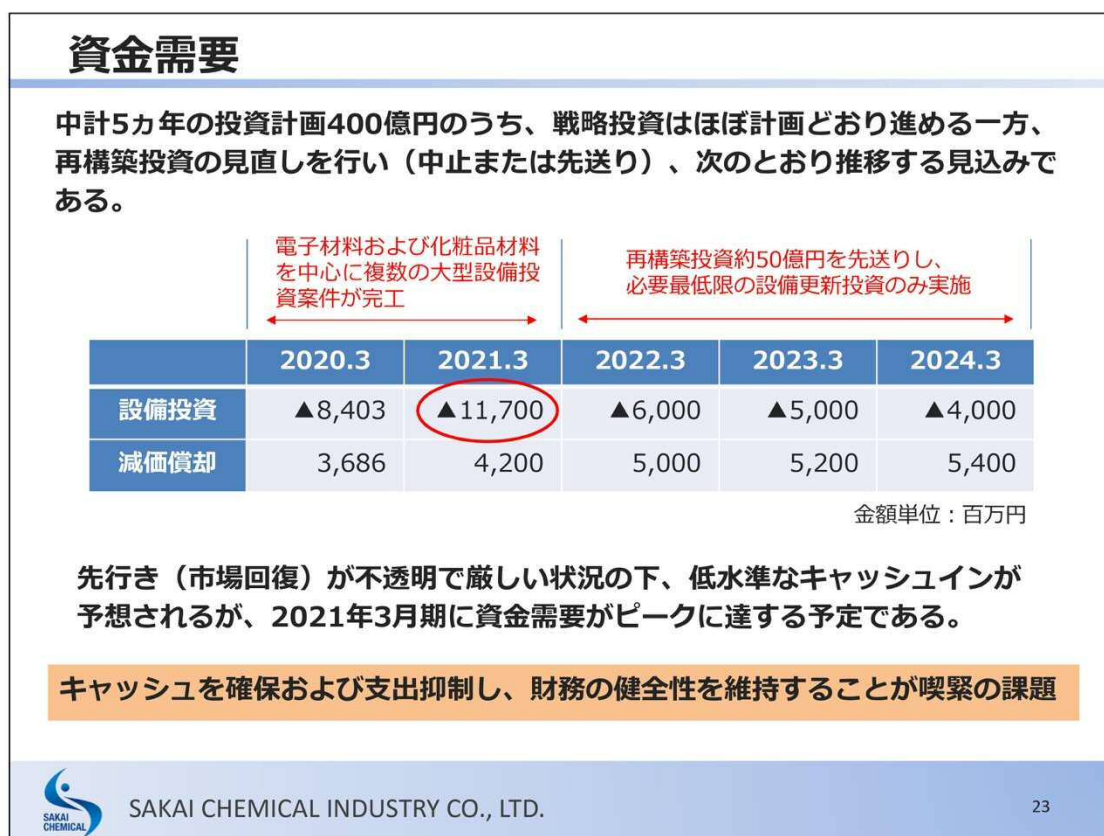 資金需要
中計5ヵ年の投資計画400億円のうち、戦略投資はほぼ計画どおり進める一方、
再構築投資の見直しを行い（中止または先送り）、次のとおり推移する見込みで
ある。
電子材料および化粧品材料
を中心に複数の大型設備投
資案件が完工
再構築投資約50億円を先送りし、
必要最低限の設備更新投資のみ実施
2020.3 2021.3 2022.3 2023.3 2024.3
設備投資 ▲8,403 ▲11,700 ▲6,000 ▲5,000 ▲4,000
減価償却 3,686 4,200 5,000 5,200 5,400
金額単位：百万円
先行き（市場回復）が不透明で厳しい状況の下、低水準なキャッシュインが
予想されるが、2021年3月期に資金需要がピークに達する予定である。
キャッシュを確保および支出抑制し、財務の健全性を維持することが喫緊の課題
SAKAI
CHEMICAL
SAKAI CHEMICAL INDUSTRY CO., LTD.
23